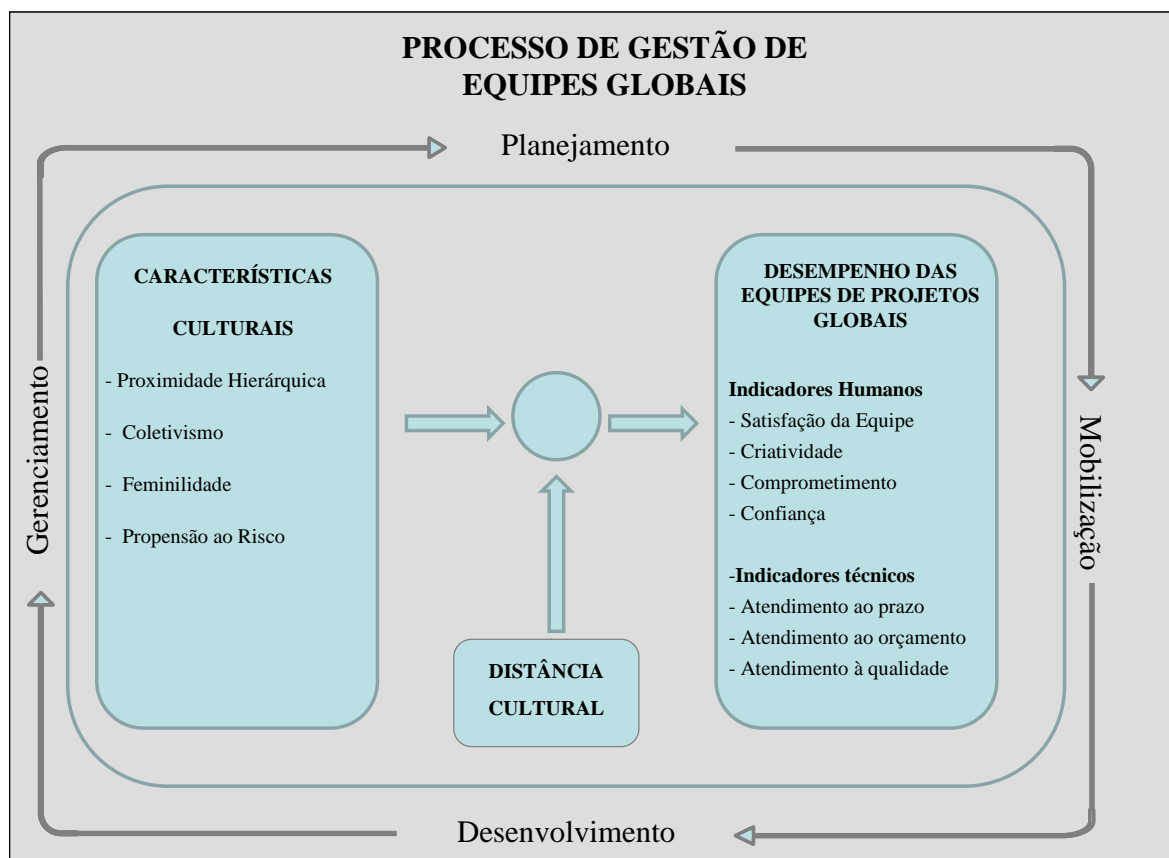 PROCESSO DE GESTÃO DE
EQUIPES GLOBAIS
Planejamento
CARACTERÍSTÍCAS
CULTURAIS
- Proximidade Hierárquica
- Coletivismo
- Feminilidade
- Propensão ao Risco
DISTÂNCIA
CULTURAL
DESEMPENHO DAS
EQUIPES DE PROJETOS
GLOBAIS
Indicadores Humanos
- Satisfação da Equipe
- Criatividade
- Comprometimento
- Confiança
-Indicadores técnicos
- Atendimento ao prazo
- Atendimento ao orçamento
- Atendimento à qualidade
Mobilização
Desenvolvimento
Gerenciamento